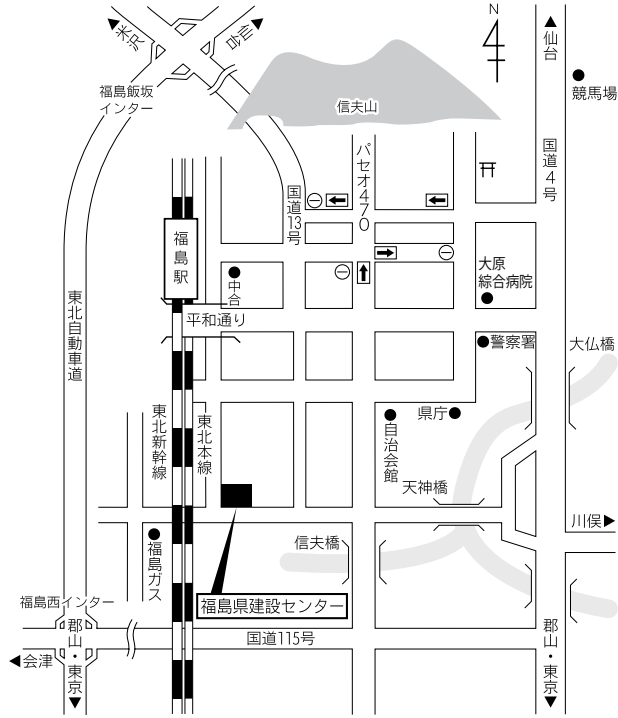 N
米沢
仙台
仙台
競馬場
福島飯坂
インター
信夫山
国道4号
パセオ470
国道13号
福島駅
大原
綜合病院
中合
平和通り
東北自動車道
警察署
大仏橋
県庁
東北新幹線
東北本線
自治会館
天神橋
川俣
信夫橋
福島ガス
福島西インター
福島県建設センター
国道115号
郡山・東京
会津
郡山・東京